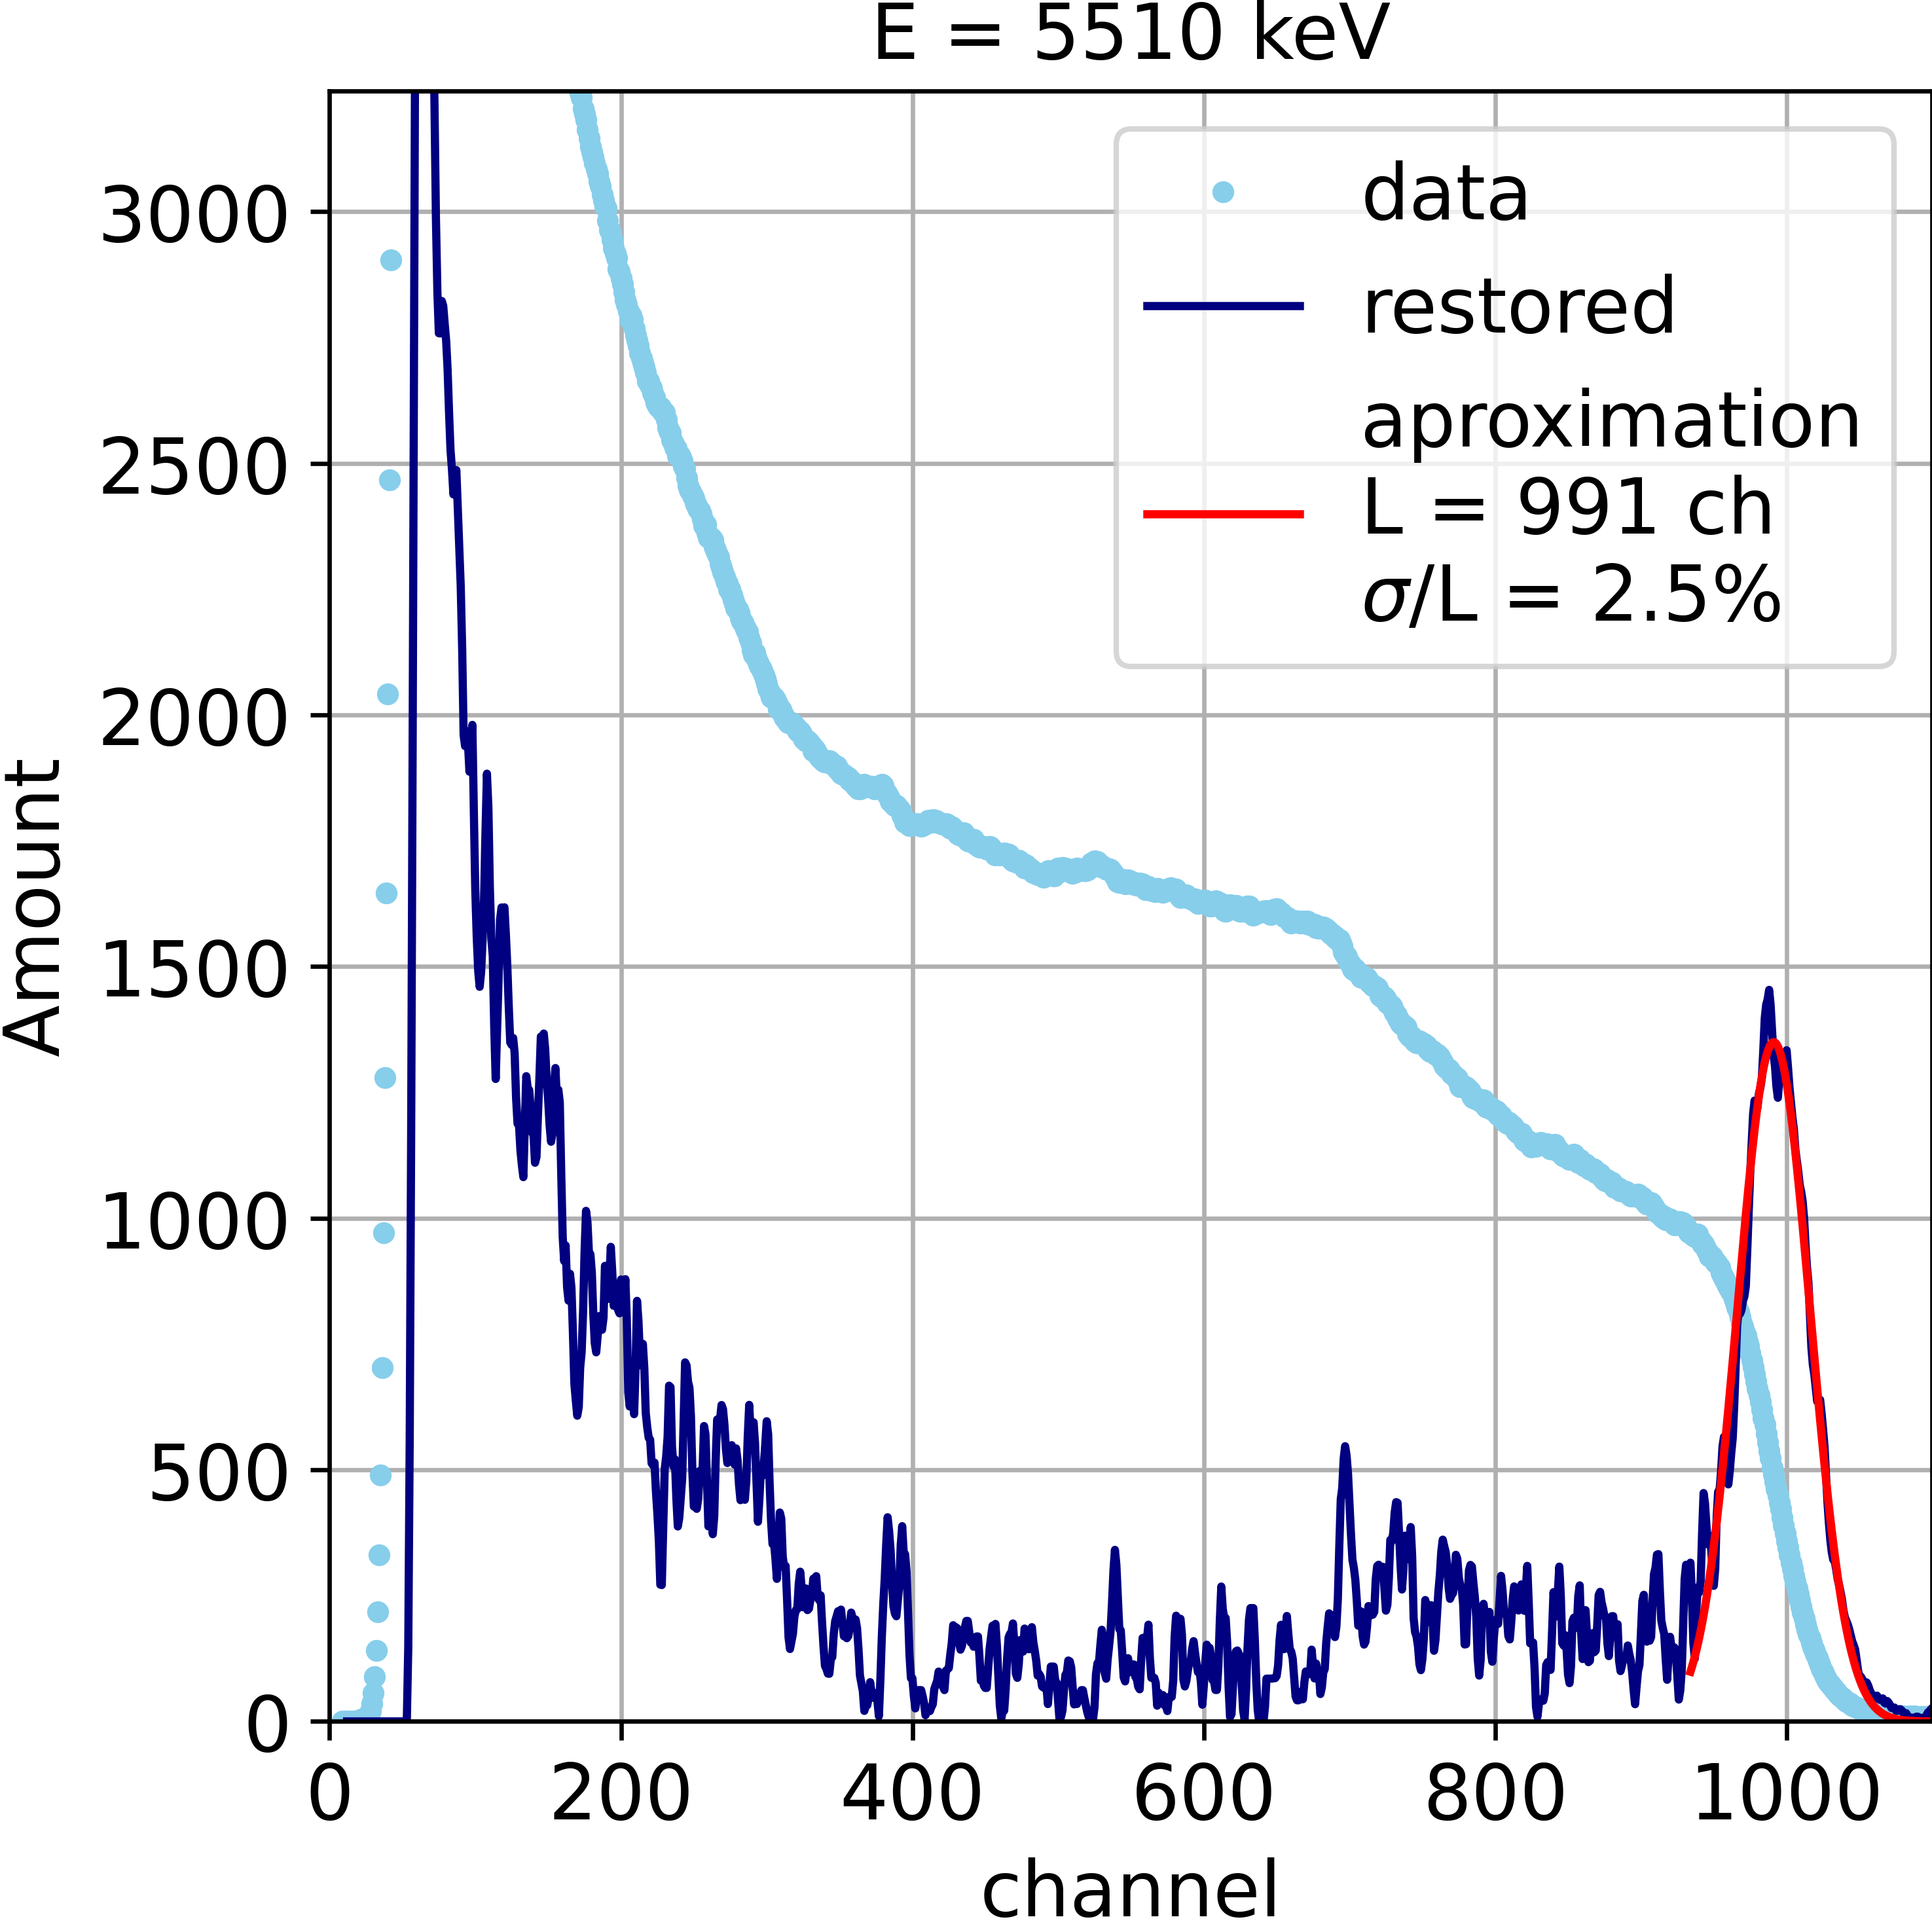 E = 5510 keV
data
restored
aproximation
L = 991 ch
σ/L = 2.5%
Amount
3000
2500
2000
1500
1000
500
0
0 200 400 600 800 1000
channel